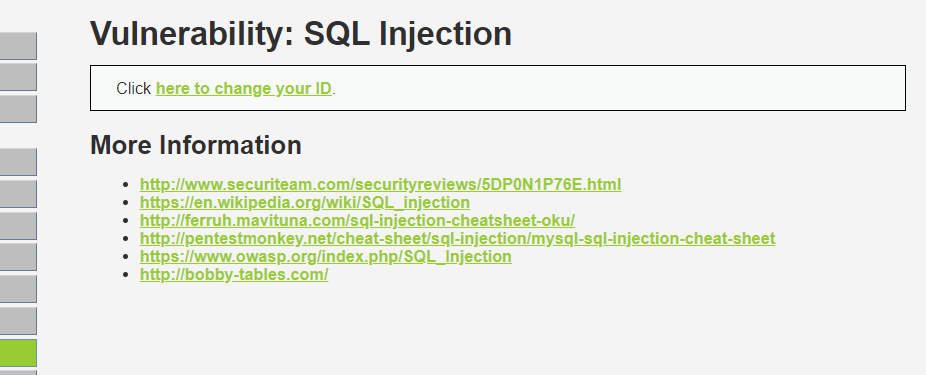 Vulnerability: SQL Injection
Click here to change your ID.
More Information
http://www.securiteam.com/securityreviews/5DP0N1P76E.html
https://en.wikipedia.org/wiki/SQL_injection
http://ferruh.mavituna.com/sql-injection-cheatsheet-oku/
http://pentestmonkey.net/cheat-sheet/sql-injection/mysql-sql-injection-cheat-sheet
https://www.owasp.org/index.php/SQL_Injection
http://bobby-tables.com/